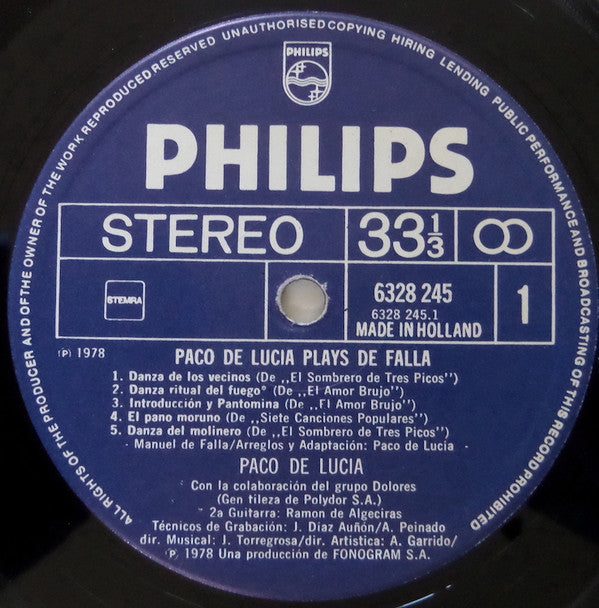 ALL RIGHTS OF THE PRODUCER AND OF THE OWNER OF THE WORK REPRODUCED RESERVED UNAUTHORISED COPYING HIRING LENDING PUBLIC PERFORMANCE AND BROADCASTING OF THIS RECORD PROHIBITED
PHILIPS
PHILIPS
STEREO
33 1/3
STEMRA
6328 245
6328 245.1
MADE IN HOLLAND
1
(P) 1978
PACO DE LUCIA PLAYS DE FALLA
1. Danza de los vecinos (De ,,El Sombrero de Tres Picos'')
2. Danza ritual del fuego° (De ,,El Amor Brujo'')
3. Introducción y Pantomina (De ,,El Amor Brujo'')
4. El pano moruno (De ,,Siete Canciones Populares'')
5. Danza del molinero (De ,,El Sombrero de Tres Picos'')
Manuel de Falla/Arreglos y Adaptación: Paco de Lucia
PACO DE LUCIA
Con la colaboración del grupo Dolores
(Gen tileza de Polydor S.A.)
2a Guitarra: Ramon de Algeciras
Técnicos de Grabación: J. Díaz Auñón/A. Peinado
dir. Musical: J. Torregrosa/dir. Artistica: A. Garrido/
(P) 1978 Una producción de FONOGRAM S.A.